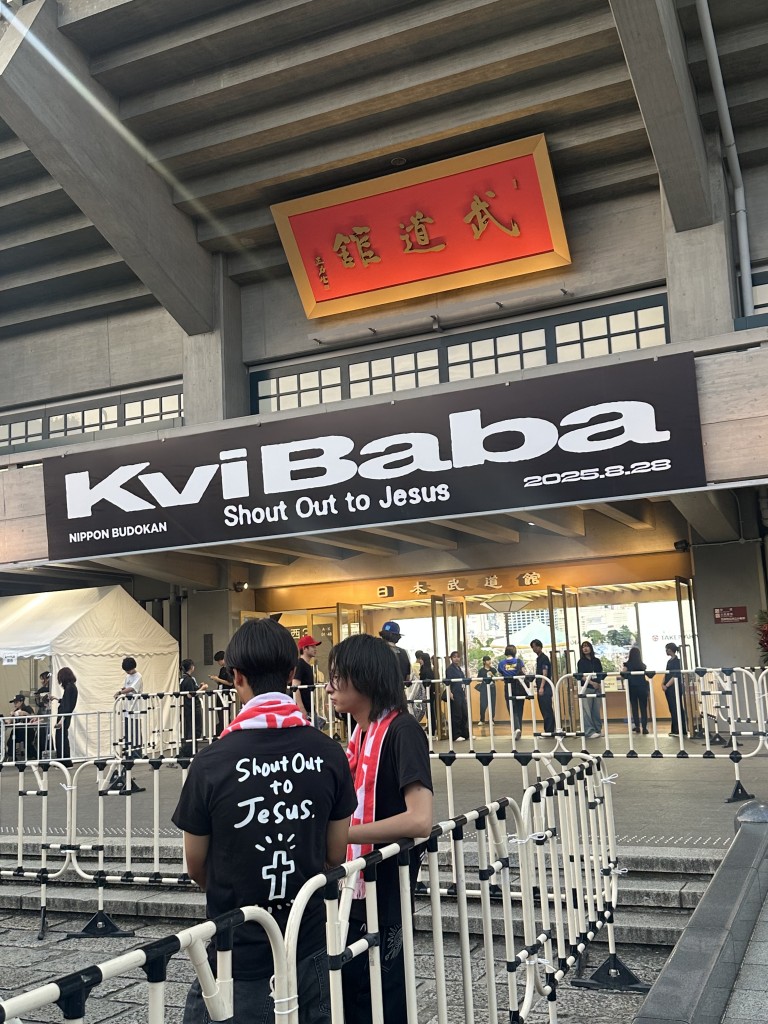 武道館
KviBaba
Shout Out to Jesus
2025.8.28
NIPPON BUDOKAN
日本武道館
Shout Out
to
Jesus.